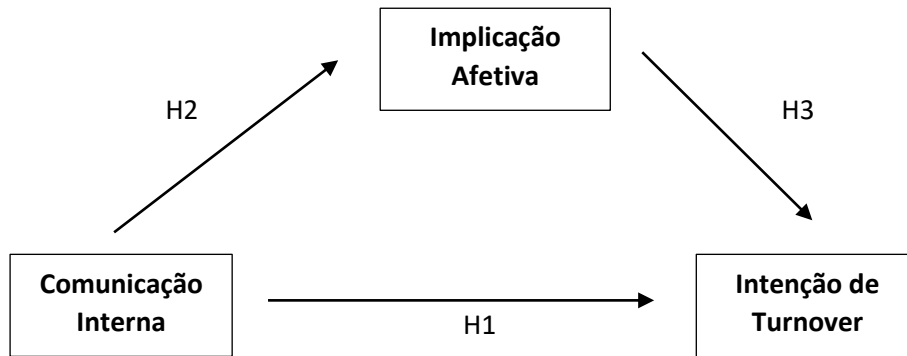 Implicação
Afetiva
H2
H3
Comunicação
Interna
H1
Intenção de
Turnover